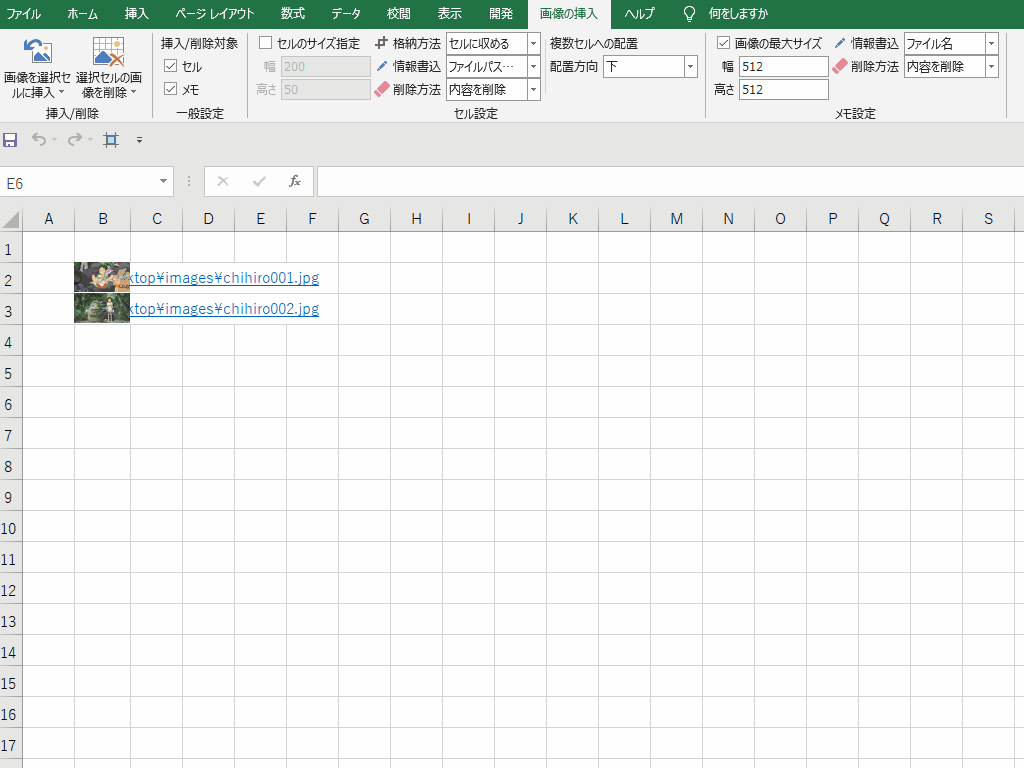 ファイル ホーム 挿入 ページ レイアウト 数式 データ 校閲 表示 開発 画像の挿入 ヘルプ 何をしますか
挿入/削除対象 セルのサイズ指定 格納方法 セルに収める 複数セルへの配置 画像の最大サイズ 情報書込 ファイル名
画像を選択セ 選択セルの画 セル 幅 200 情報書込 ファイルパス… 配置方向 下 幅 512 削除方法 内容を削除
ルに挿入 像を削除 メモ 高さ 50 削除方法 内容を削除 高さ 512
挿入/削除 一般設定 セル設定 メモ設定
E6 fx
A B C D E F G H I J K L M N O P Q R S
1
2 ktop¥images¥chihiro001.jpg
3 ktop¥images¥chihiro002.jpg
4
5
6
7
8
9
10
11
12
13
14
15
16
17